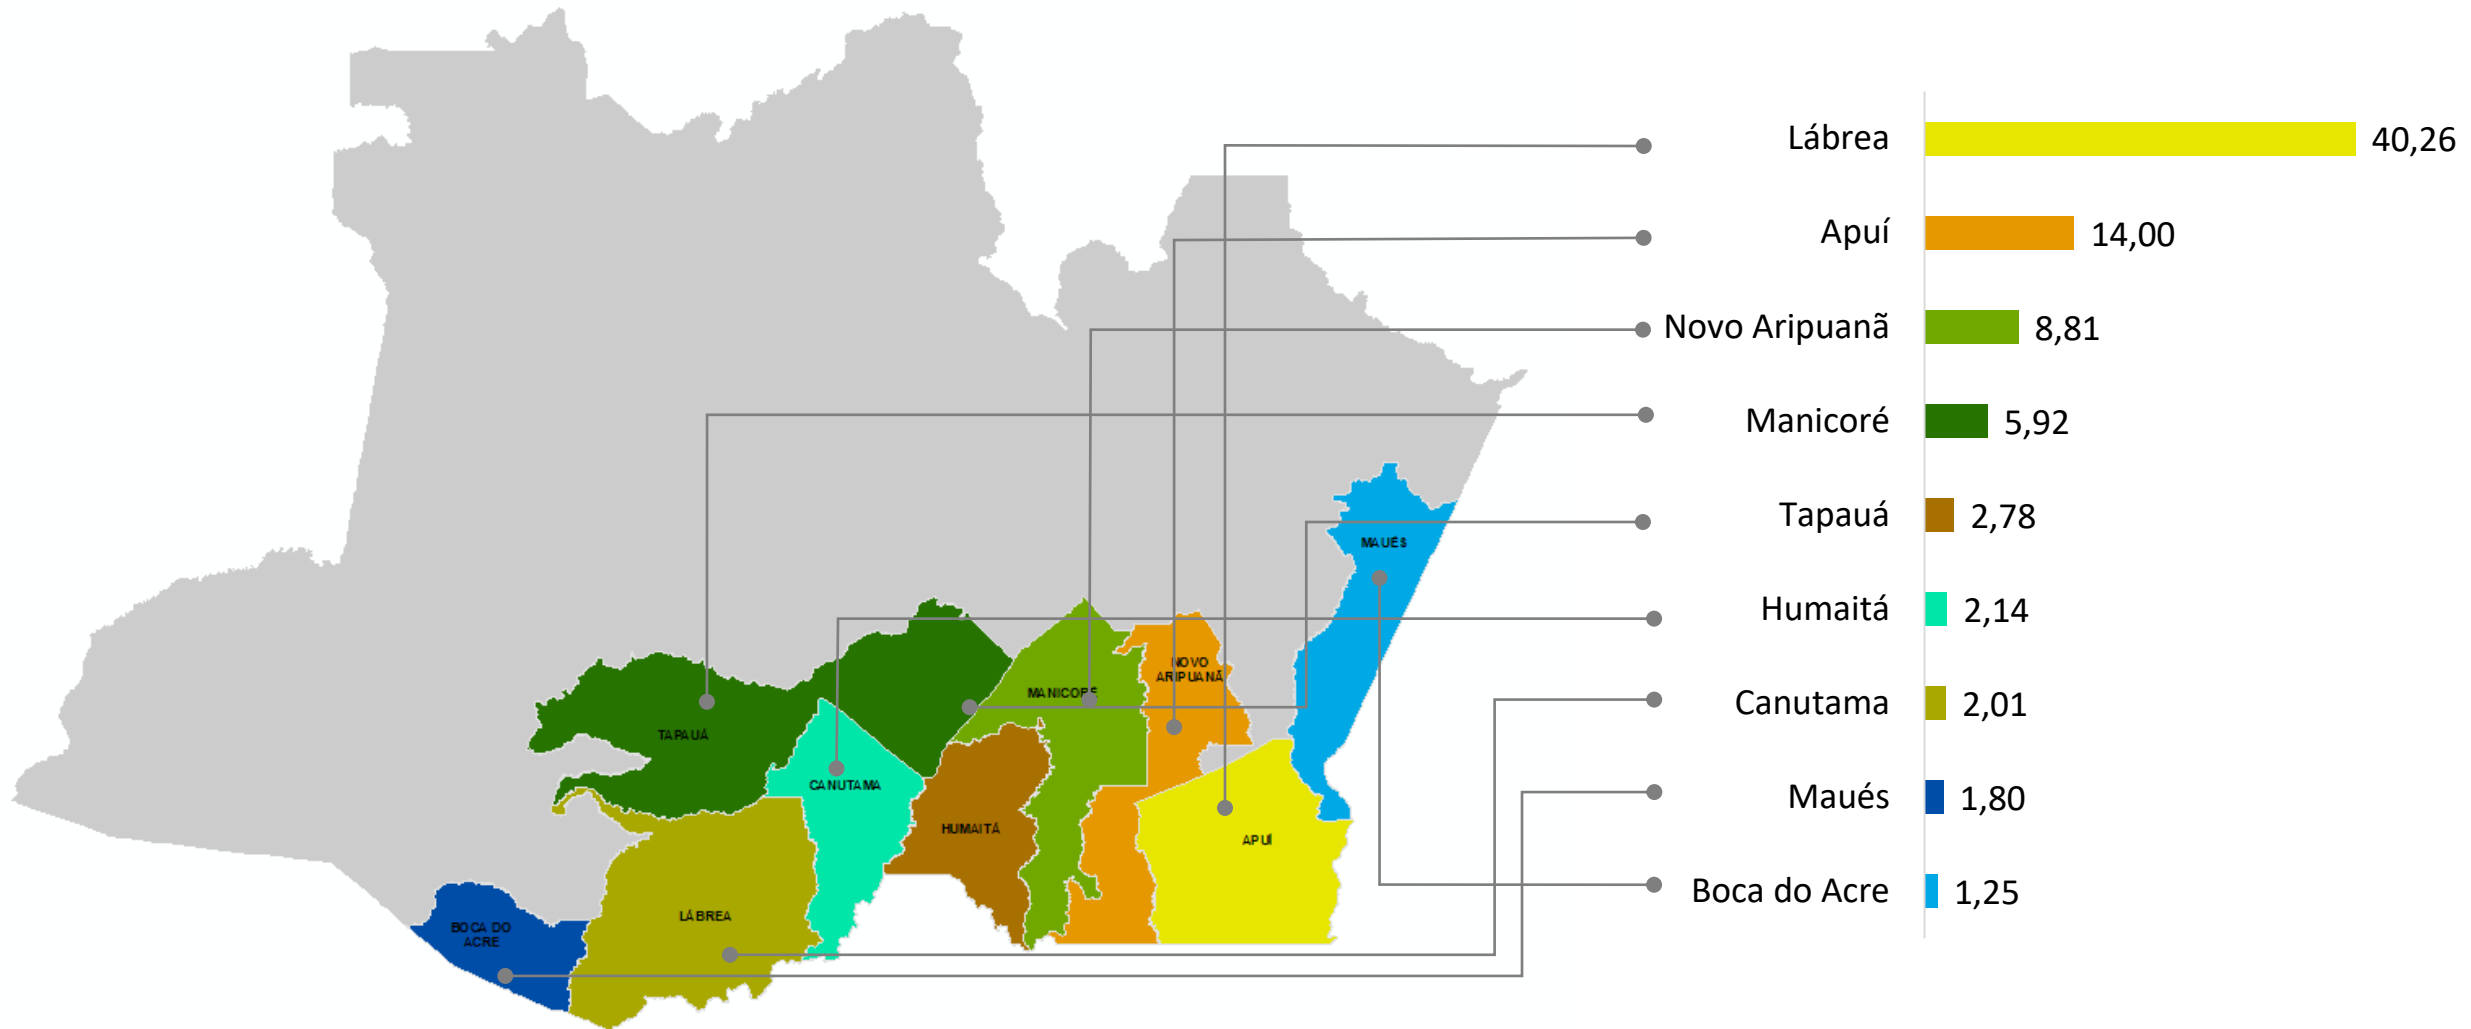 Lábrea 40,26
Apuí 14,00
Novo Aripuanã 8,81
Manicoré 5,92
Tapauá 2,78
Humaitá 2,14
Canutama 2,01
Maués 1,80
Boca do Acre 1,25
MAUÉS
NOVO
ARIPUANÃ
MANICORÉ
TAPAUÁ
CANUTAMA
HUMAITÁ
APUÍ
LÁBREA
BOCA DO
ACRE